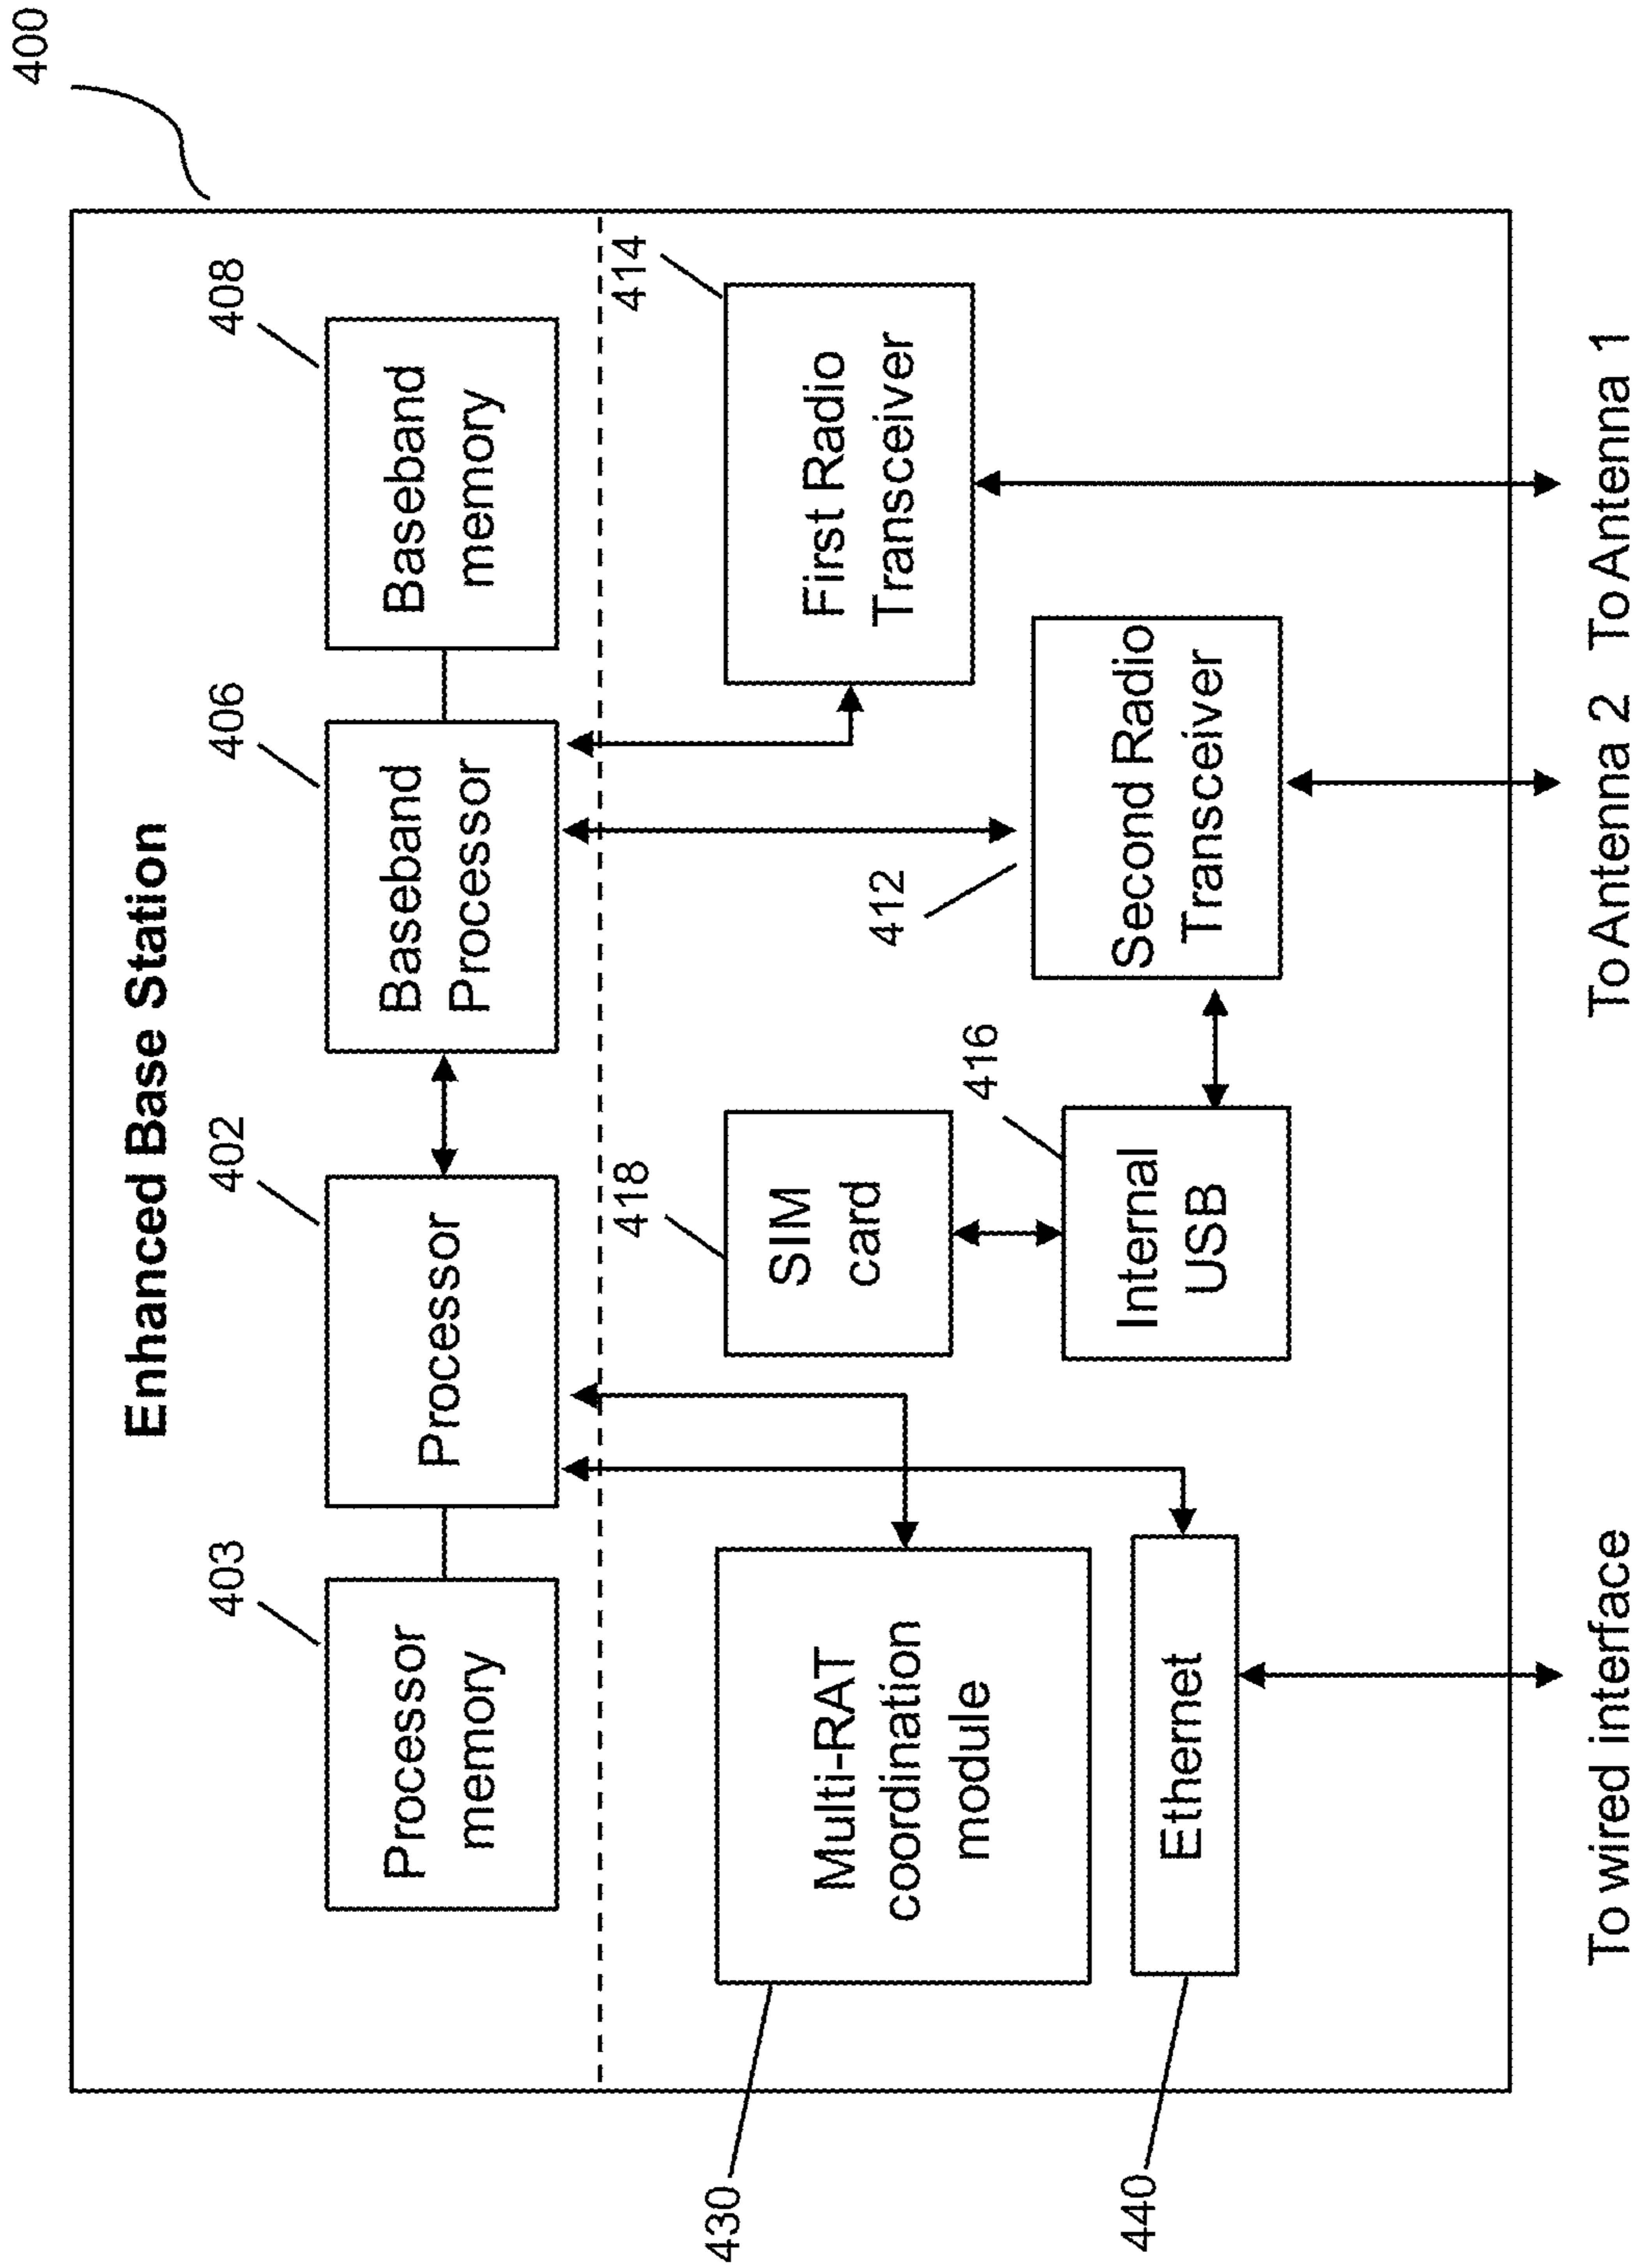 400
Enhanced Base Station
403
402
406
408
Processor
memory
Processor
Baseband
Processor
Baseband
memory
430
418
412
414
Multi-RAT
coordination
module
SIM
card
First Radio
Transceiver
416
440
Ethernet
Internal
USB
Second Radio
Transceiver
To wired interface
To Antenna 2
To Antenna 1